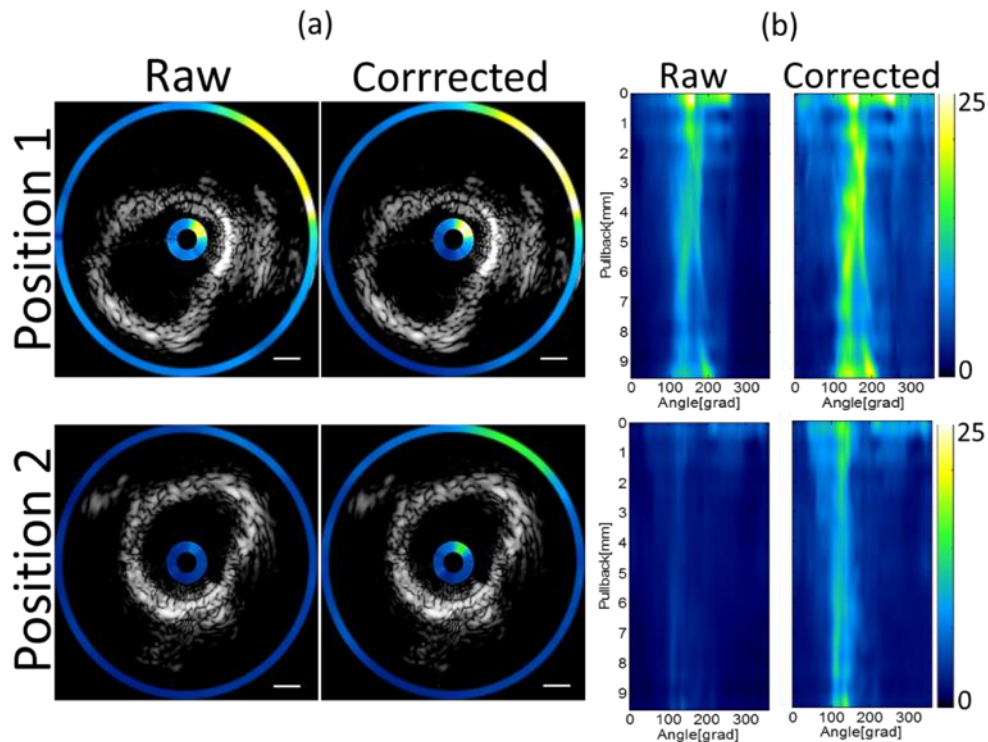 (a)
(b)
Raw
Corrrected
Raw
Corrected
Position 1
0
1
2
3
4
5
6
7
8
9
Pullback[mm]
0 100 200 300
Angle[grad]
0 100 200 300
Angle[grad]
25
0
Position 2
0
1
2
3
4
5
6
7
8
9
Pullback[mm]
0 100 200 300
Angle[grad]
0 100 200 300
Angle[grad]
25
0